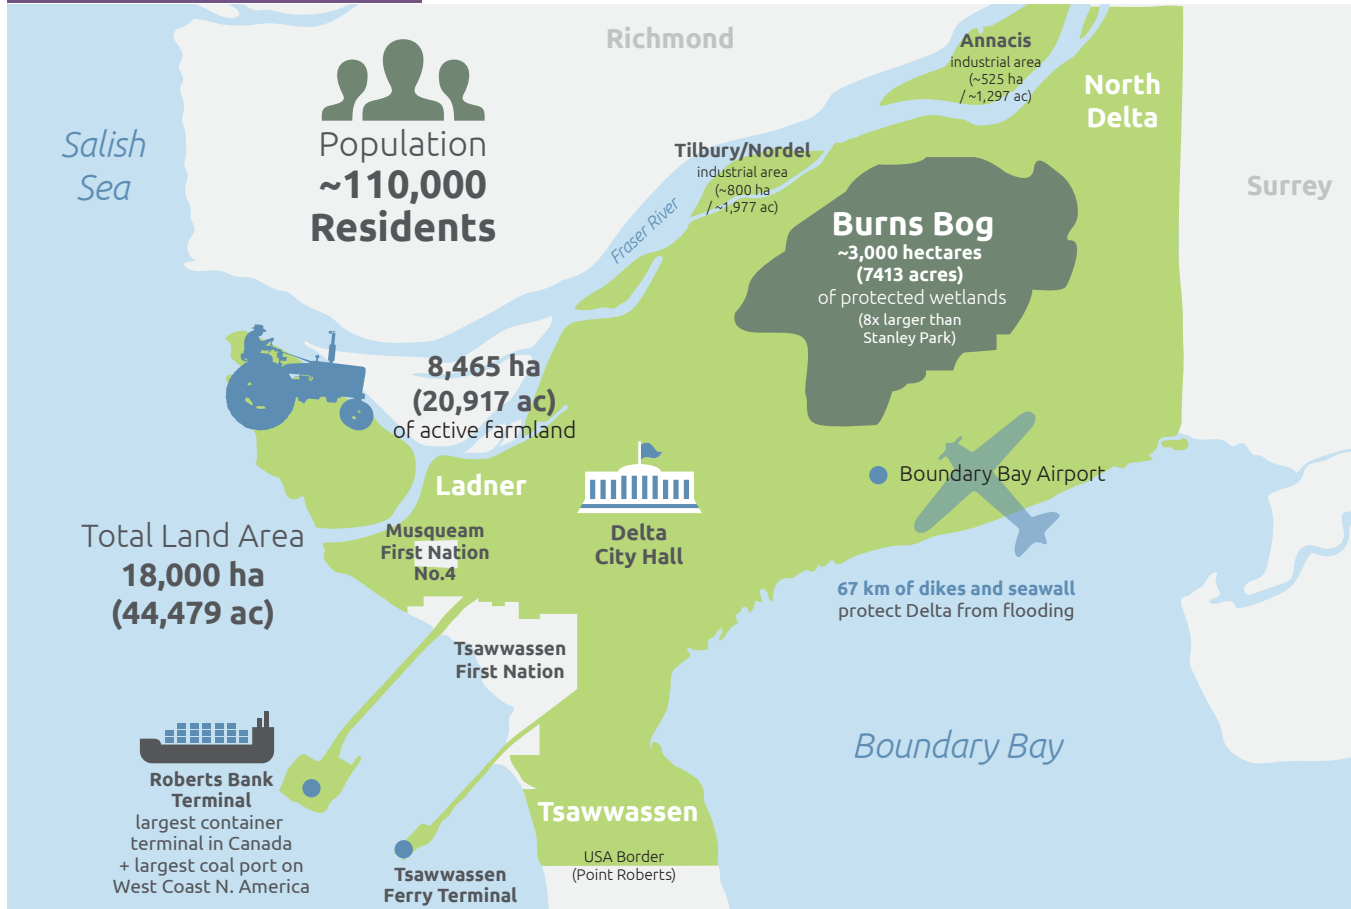 Richmond
Annacis
industrial area
(~525 ha
/ ~1,297 ac)
North
Delta
Salish
Sea
Population
~110,000
Residents
Tilbury/Nordel
industrial area
(~800 ha
/ ~1,977 ac)
Surrey
Fraser River
Burns Bog
~3,000 hectares
(7413 acres)
of protected wetlands
(8x larger than
Stanley Park)
8,465 ha
(20,917 ac)
of active farmland
Ladner
Boundary Bay Airport
Total Land Area
18,000 ha
(44,479 ac)
Musqueam
First Nation
No.4
Delta
City Hall
67 km of dikes and seawall
protect Delta from flooding
Tsawwassen
First Nation
Boundary Bay
Roberts Bank
Terminal
largest container
terminal in Canada
+ largest coal port on
West Coast N. America
Tsawwassen
USA Border
(Point Roberts)
Tsawwassen
Ferry Terminal